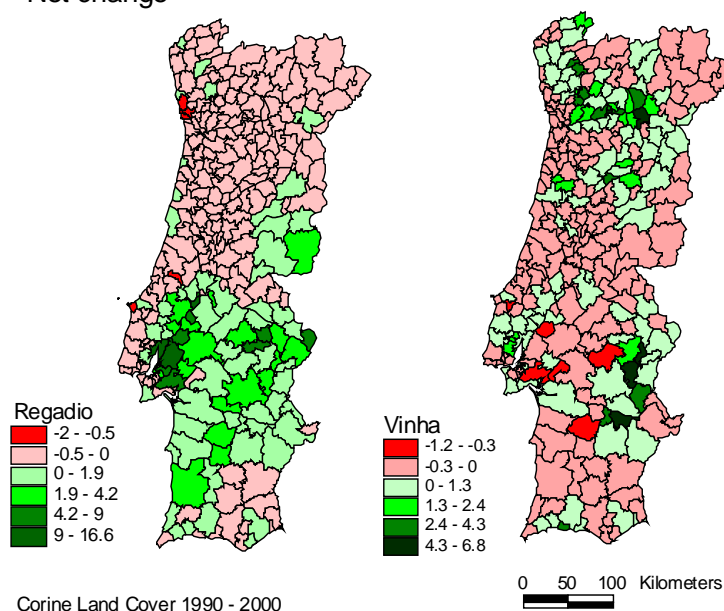 Net change
Regadio
-2 - -0.5
-0.5 - 0
0 - 1.9
1.9 - 4.2
4.2 - 9
9 - 16.6
Vinha
-1.2 - -0.3
-0.3 - 0
0 - 1.3
1.3 - 2.4
2.4 - 4.3
4.3 - 6.8
0 50 100 Kilometers
Corine Land Cover 1990 - 2000